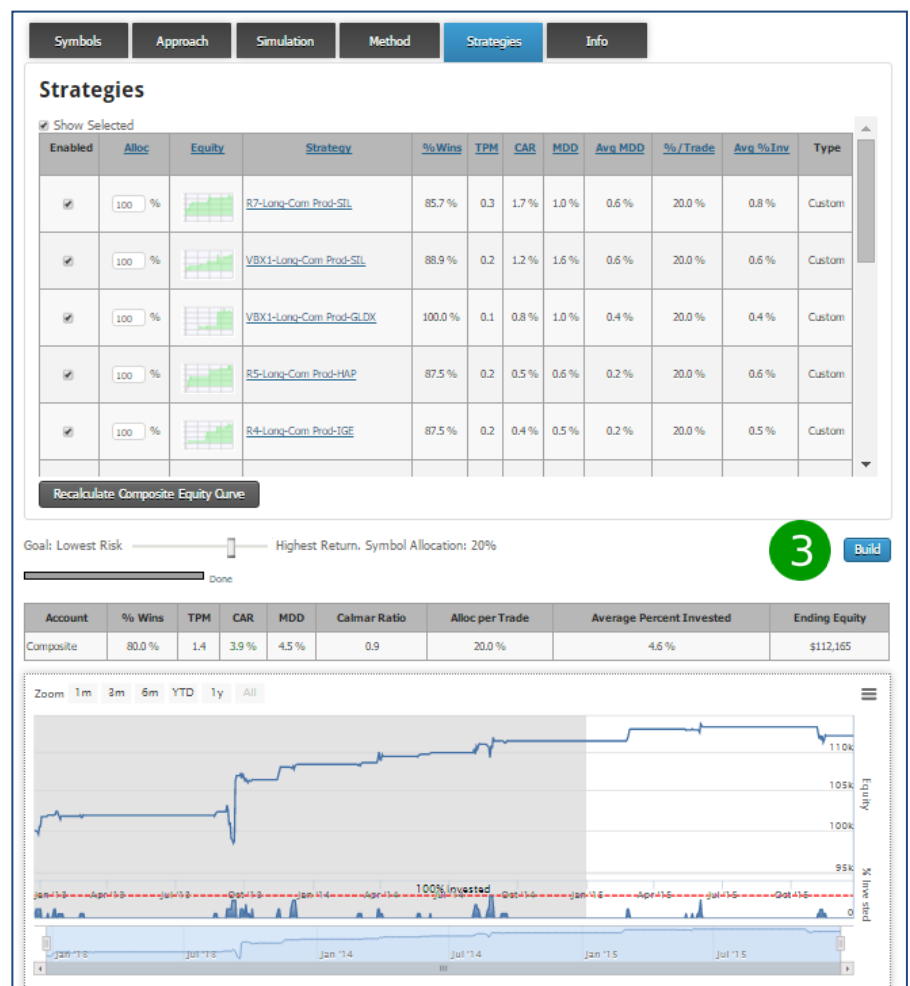 Symbols Approach Simulation Method Strategies Info
Strategies
Show Selected
Enabled Alloc Equity Strategy %Wins TPM CAR MDD Avg MDD %/Trade Avg %Inv Type
100 % R7-Long-Com Prod-SIL 85.7 % 0.3 1.7 % 1.0 % 0.6 % 20.0 % 0.8 % Custom
100 % VBX1-Long-Com Prod-SIL 88.9 % 0.2 1.2 % 1.6 % 0.6 % 20.0 % 0.6 % Custom
100 % VBX1-Long-Com Prod-GLDX 100.0 % 0.1 0.8 % 1.0 % 0.4 % 20.0 % 0.4 % Custom
100 % R5-Long-Com Prod-HAP 87.5 % 0.2 0.5 % 0.6 % 0.2 % 20.0 % 0.6 % Custom
100 % R4-Long-Com Prod-IGE 87.5 % 0.2 0.4 % 0.5 % 0.2 % 20.0 % 0.5 % Custom
Recalculate Composite Equity Curve
Goal: Lowest Risk Highest Return. Symbol Allocation: 20% 3 Build
Done
Account % Wins TPM CAR MDD Calmar Ratio Alloc per Trade Average Percent Invested Ending Equity
Composite 80.0 % 1.4 3.9 % 4.5 % 0.9 20.0 % 4.6 % $112,165
Zoom 1m 3m 6m YTD 1y All
110k
105k
Equity
100k
95k
100% Invested
Jan '13 Apr '13 Jul '13 Oct '13 Jan '14 Apr '14 Jul '14 Oct '14 Jan '15 Apr '15 Jul '15 Oct '15
% Invested
0
Jan '13 Jul '13 Jan '14 Jul '14 Jan '15 Jul '15